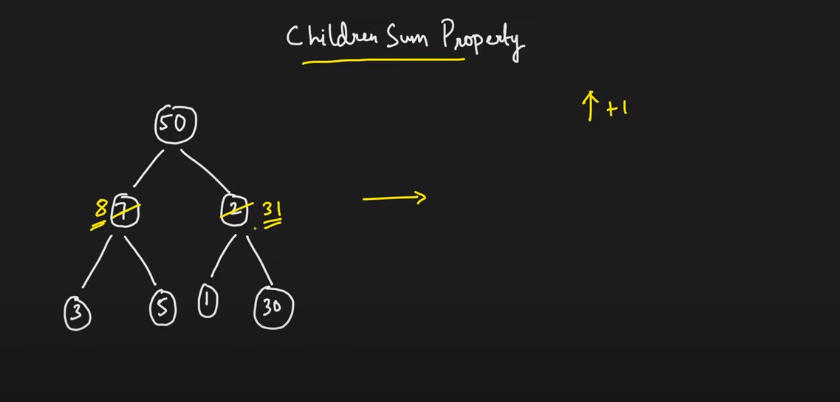 Children Sum Property
↑ +1
50
8 7 2 31
3 5 1 30